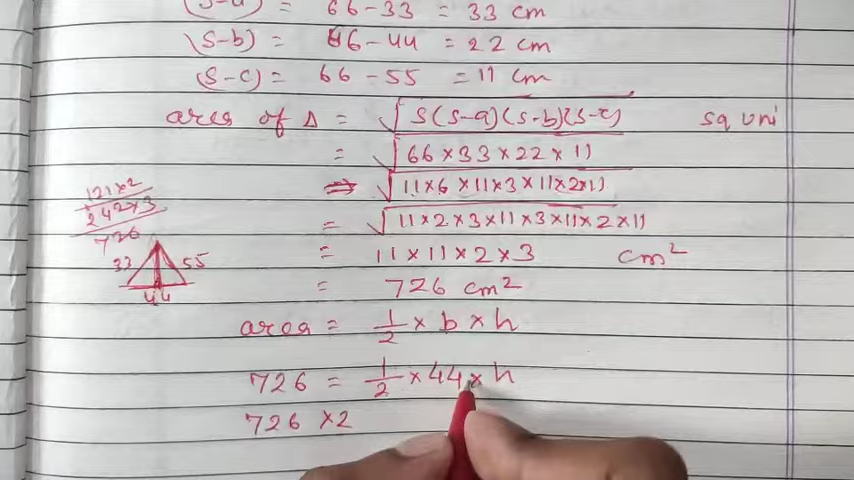 (S-a) = 66-33 = 33 cm
(S-b) = 66-44 = 22 cm
(S-c) = 66-55 = 11 cm
area of Δ = √S(S-a)(S-b)(S-c) sq uni
= √66×33×22×11
⇒ √11×6×11×3×11×2×11
= √11×2×3×11×3×11×2×11
= 11×11×2×3 cm²
= 726 cm²
121×2
242×3
726
33 55
44
area = 1/2 × b × h
726 = 1/2 × 44 × h
726 ×2